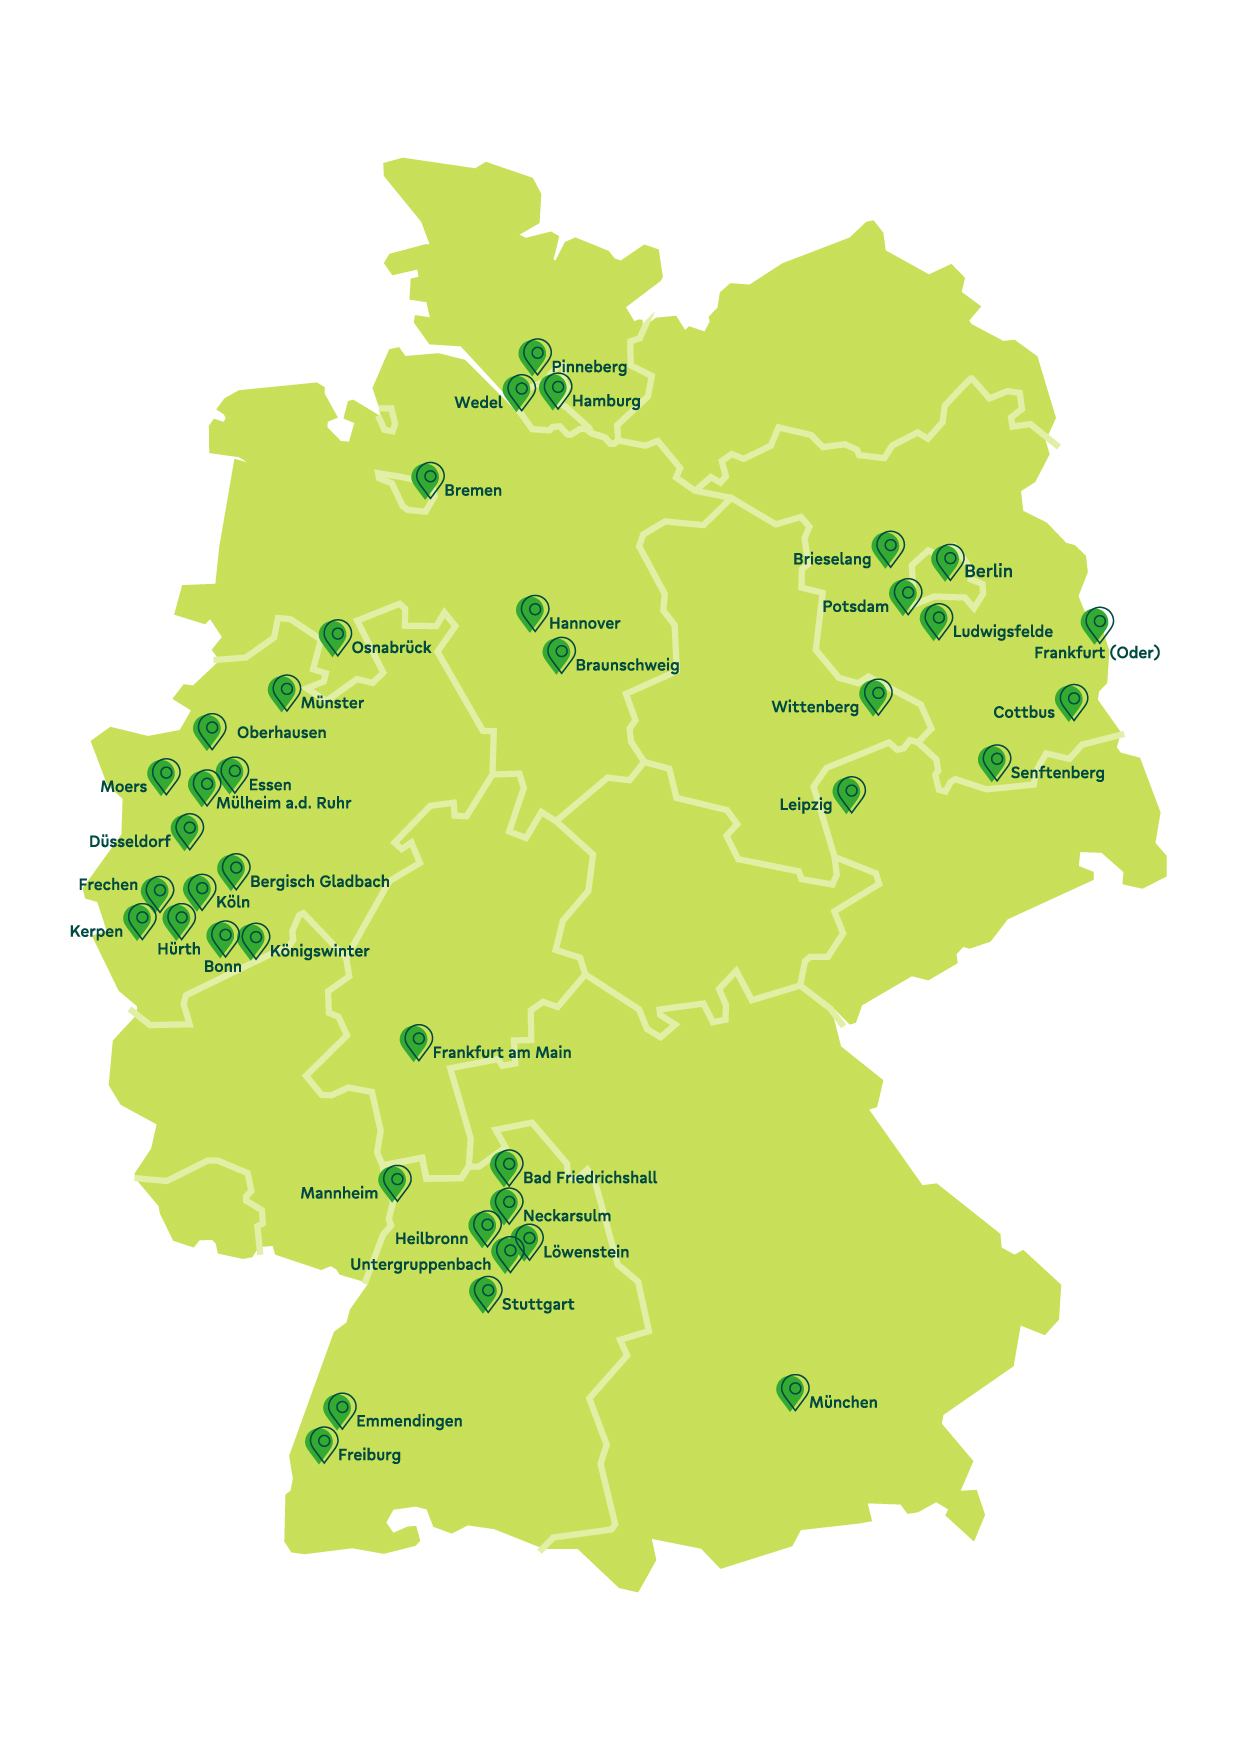 Pinneberg
Wedel
Hamburg
Bremen
Brieselang
Berlin
Potsdam
Hannover
Ludwigsfelde
Osnabrück
Frankfurt (Oder)
Braunschweig
Münster
Wittenberg
Cottbus
Oberhausen
Senftenberg
Moers
Essen
Mülheim a.d. Ruhr
Leipzig
Düsseldorf
Bergisch Gladbach
Frechen
Köln
Kerpen
Hürth
Königswinter
Bonn
Frankfurt am Main
Bad Friedrichshall
Mannheim
Neckarsulm
Heilbronn
Löwenstein
Untergruppenbach
Stuttgart
München
Emmendingen
Freiburg